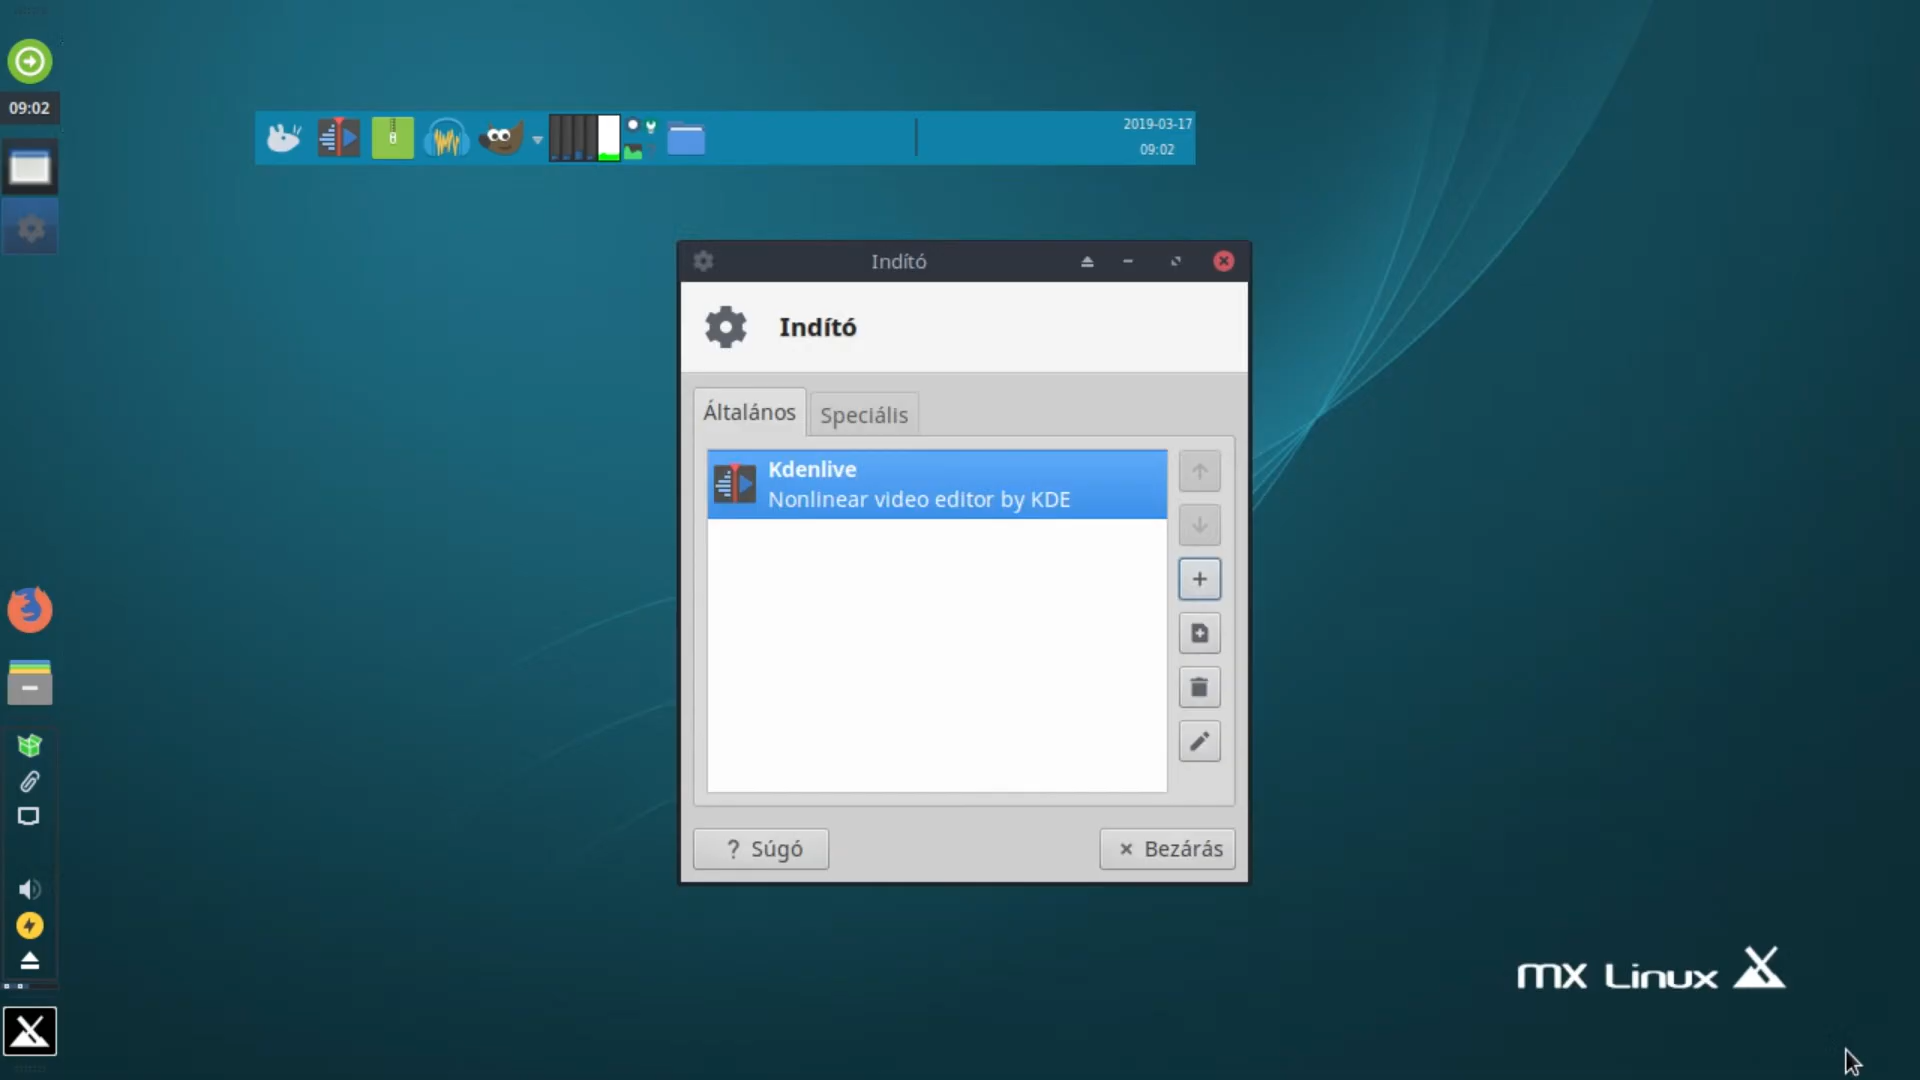 09:02
2019-03-17
09:02
Indító
Indító
Általános
Speciális
Kdenlive
Nonlinear video editor by KDE
? Súgó
Bezárás
MX Linux